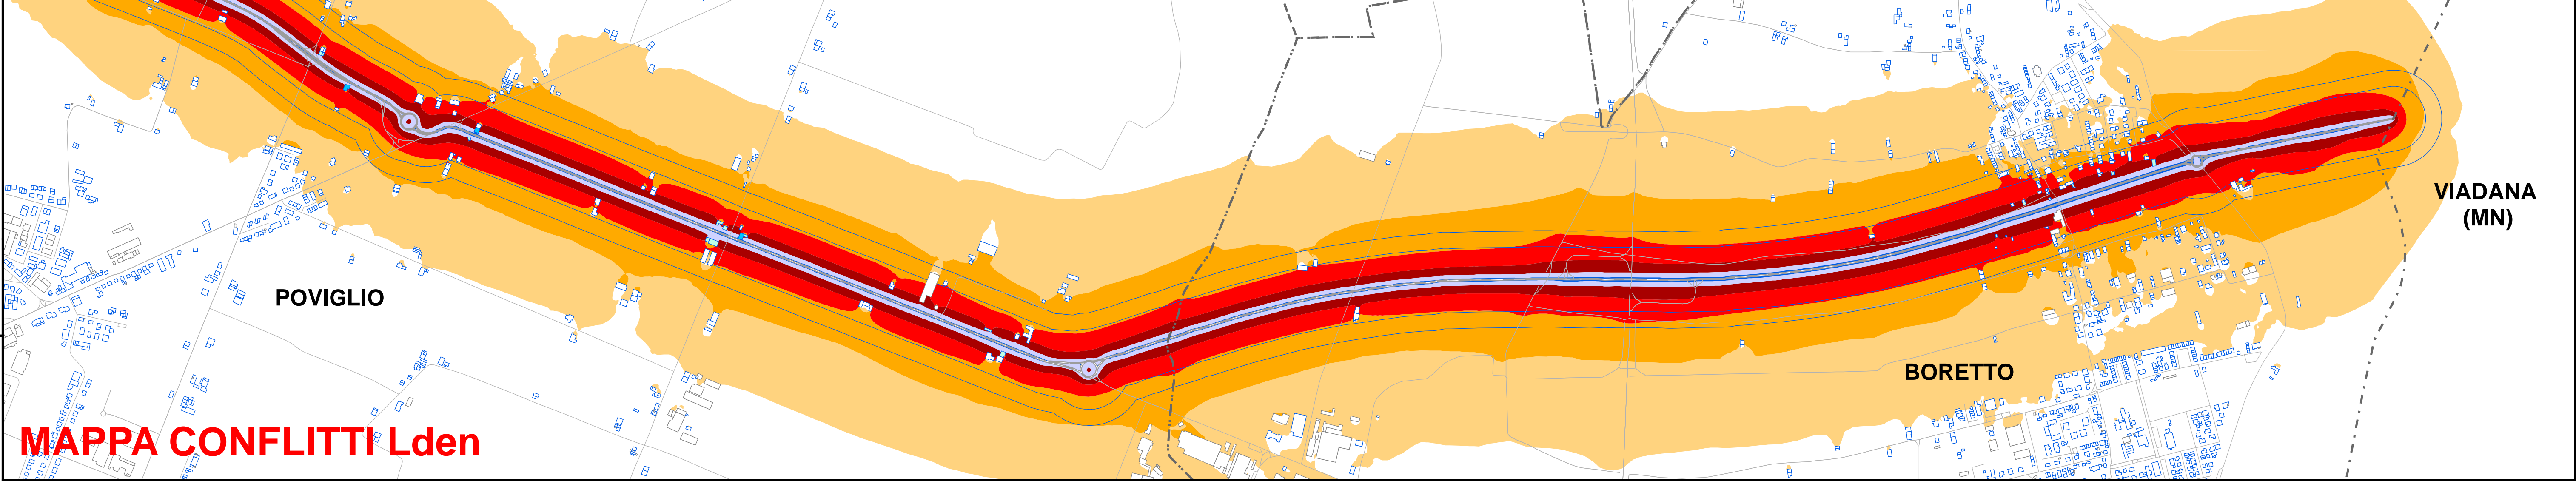 VIADANA
(MN)
POVIGLIO
BORETTO
MAPPA CONFLITTI Lden